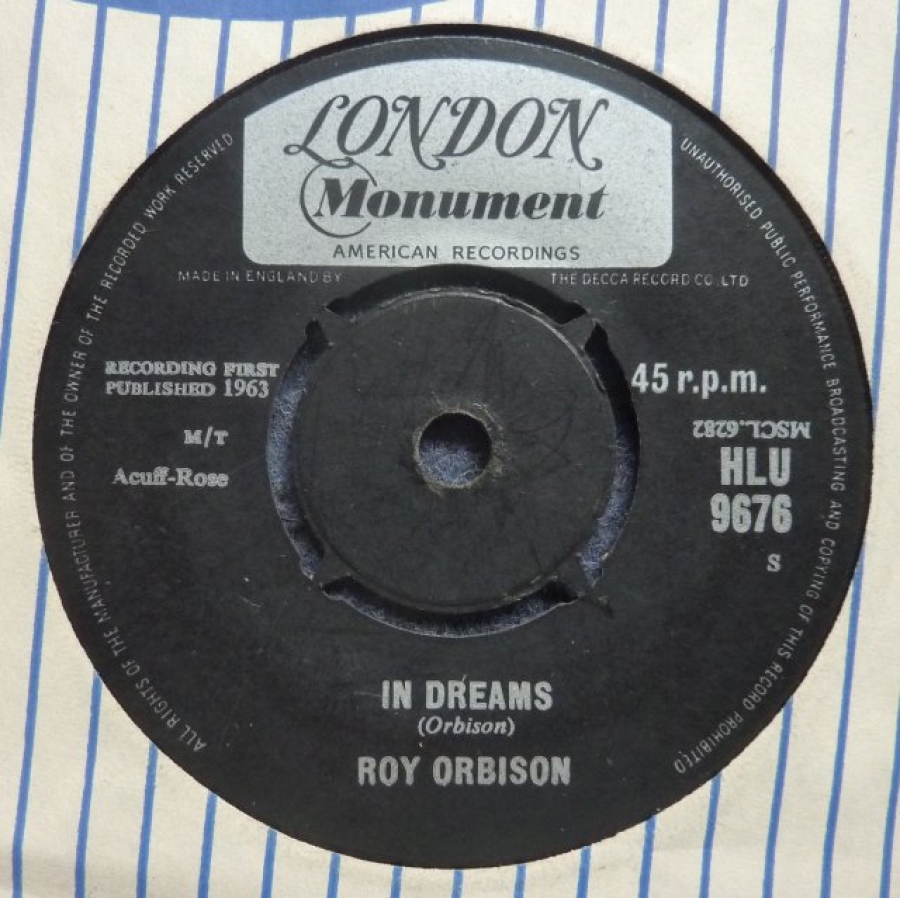 LONDON
Monument
AMERICAN RECORDINGS
MADE IN ENGLAND BY THE DECCA RECORD CO. LTD
ALL RIGHTS OF THE MANUFACTURER AND OF THE OWNER OF THE RECORDED WORK RESERVED
UNAUTHORISED PUBLIC PERFORMANCE BROADCASTING AND COPYING OF THIS RECORD PROHIBITED
RECORDING FIRST
PUBLISHED 1963
M/T
Acuff-Rose
45 r.p.m.
MSCL.6282
HLU
9676
S
IN DREAMS
(Orbison)
ROY ORBISON